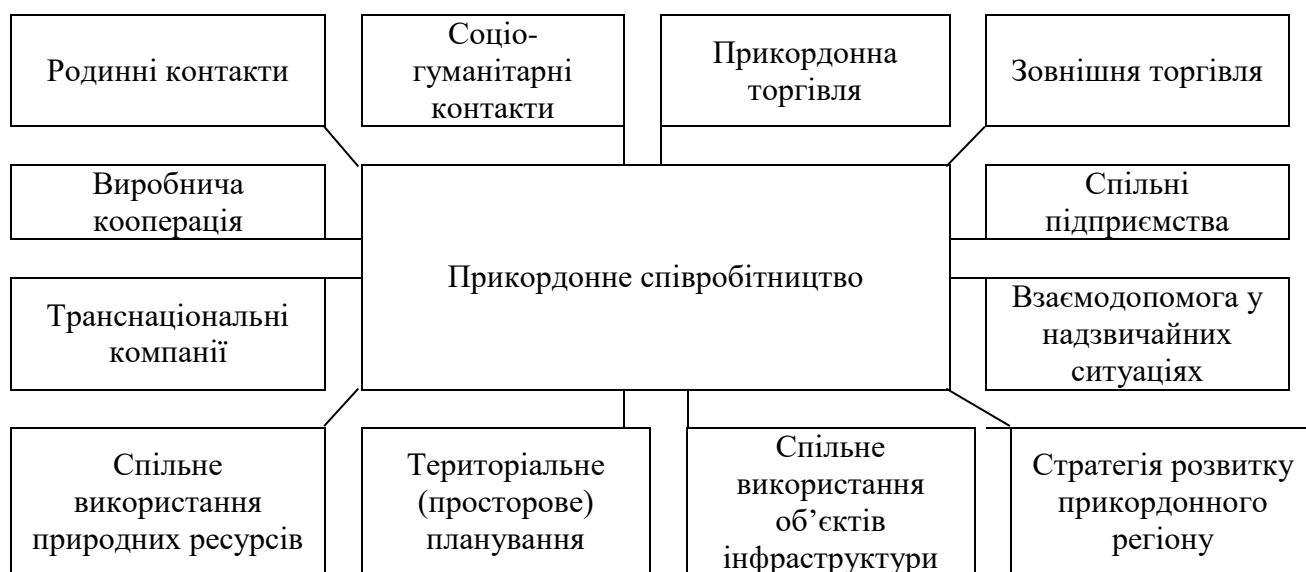 Родинні контакти
Соціо-
гуманітарні
контакти
Прикордонна
торгівля
Зовнішня торгівля
Виробнича
кооперація
Прикордонне співробітництво
Спільні
підприємства
Транснаціональні
компанії
Взаємодопомога у
надзвичайних
ситуаціях
Спільне
використання
природних ресурсів
Територіальне
(просторове)
планування
Спільне
використання
об’єктів
інфраструктури
Стратегія розвитку
прикордонного
регіону